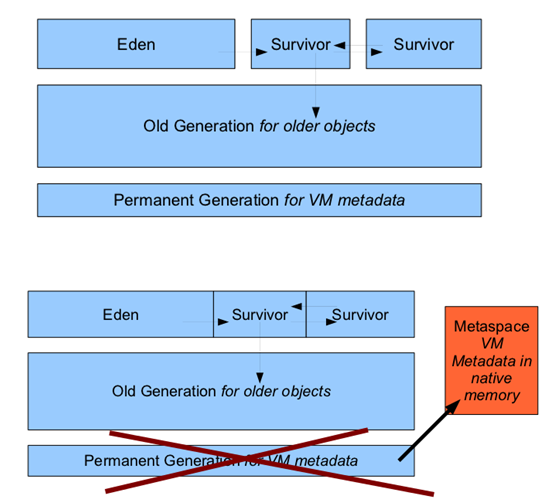 Eden
Survivor
Survivor
Old Generation for older objects
Permanent Generation for VM metadata
Eden
Survivor
Survivor
Old Generation for older objects
Permanent Generation for VM metadata
Metaspace
VM
Metadata in
native
memory